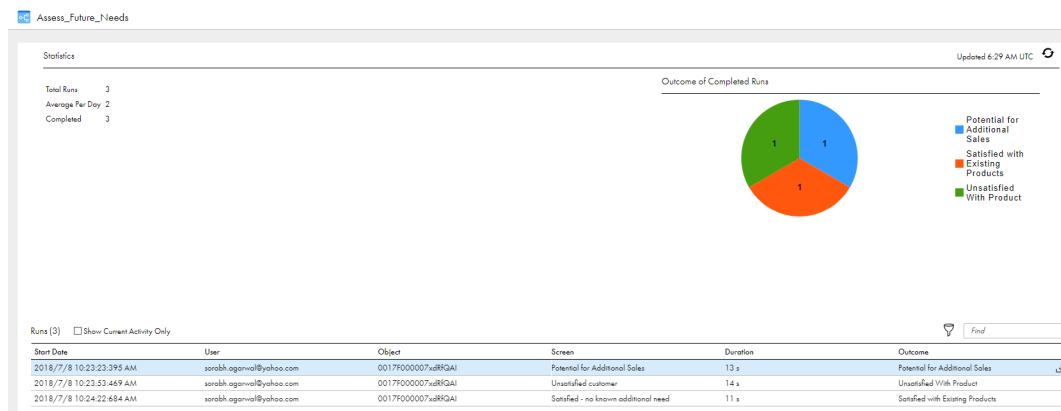 Assess_Future_Needs
Statistics
Updated 6:29 AM UTC
Total Runs 3
Average Per Day 2
Completed 3
Outcome of Completed Runs
1 1
1
Potential for
Additional
Sales
Satisfied with
Existing
Products
Unsatisfied
With Product
Runs (3) Show Current Activity Only Find
Start Date User Object Screen Duration Outcome
2018/7/8 10:23:23:395 AM sorabh.agarwal@yahoo.com 0017F000007xdRfQAI Potential for Additional Sales 13 s Potential for Additional Sales
2018/7/8 10:23:53:469 AM sorabh.agarwal@yahoo.com 0017F000007xdRfQAI Unsatisfied customer 14 s Unsatisfied With Product
2018/7/8 10:24:22:684 AM sorabh.agarwal@yahoo.com 0017F000007xdRfQAI Satisfied - no known additional need 11 s Satisfied with Existing Products